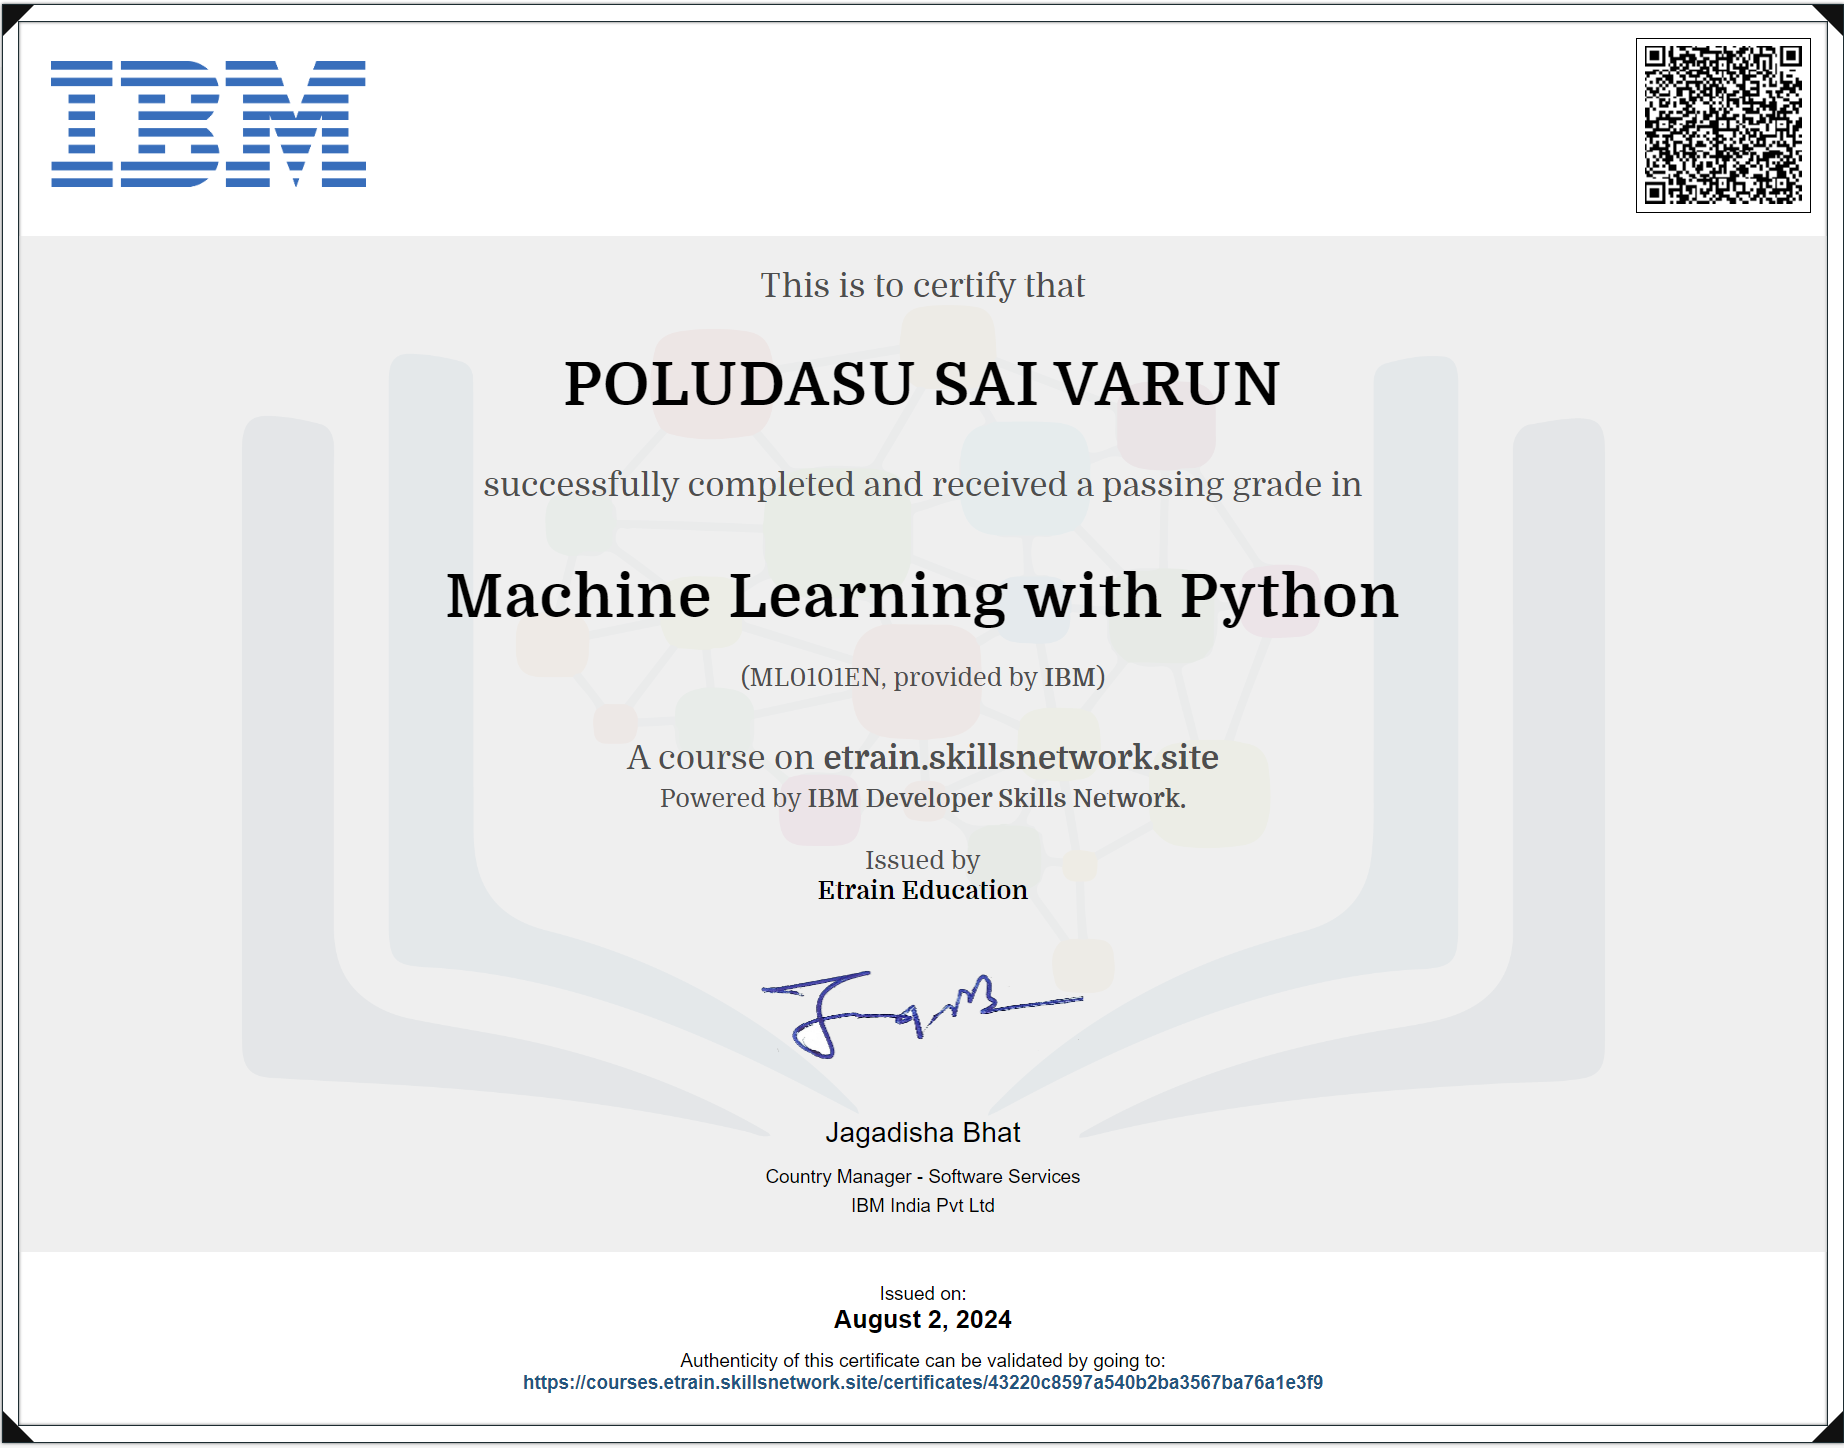 IBM
This is to certify that
POLUDASU SAI VARUN
successfully completed and received a passing grade in
Machine Learning with Python
(ML0101EN, provided by IBM)
A course on etrain.skillsnetwork.site
Powered by IBM Developer Skills Network.
Issued by
Etrain Education
Jagadisha Bhat
Country Manager - Software Services
IBM India Pvt Ltd
Issued on:
August 2, 2024
Authenticity of this certificate can be validated by going to:
https://courses.etrain.skillsnetwork.site/certificates/43220c8597a540b2ba3567ba76a1e3f9